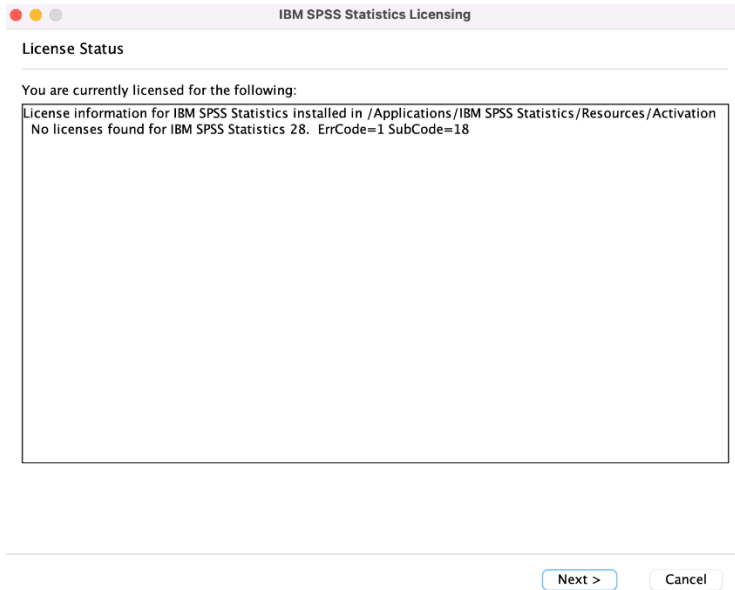 IBM SPSS Statistics Licensing
License Status
You are currently licensed for the following:
License information for IBM SPSS Statistics installed in /Applications/IBM SPSS Statistics/Resources/Activation
No licenses found for IBM SPSS Statistics 28.  ErrCode=1 SubCode=18
Next >
Cancel